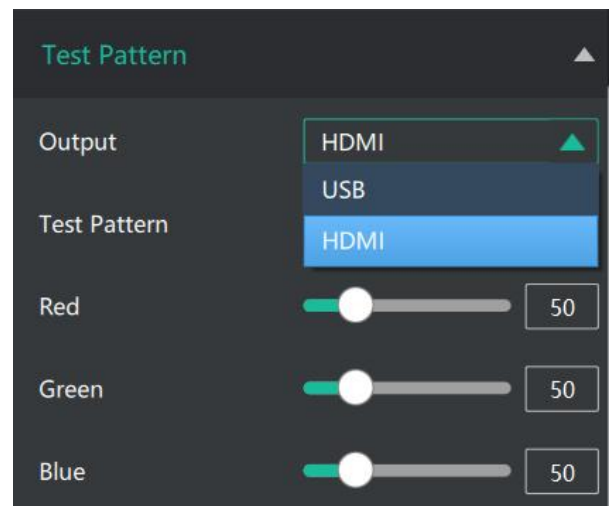 Test Pattern
Output HDMI
USB
Test Pattern
HDMI
Red 50
Green 50
Blue 50